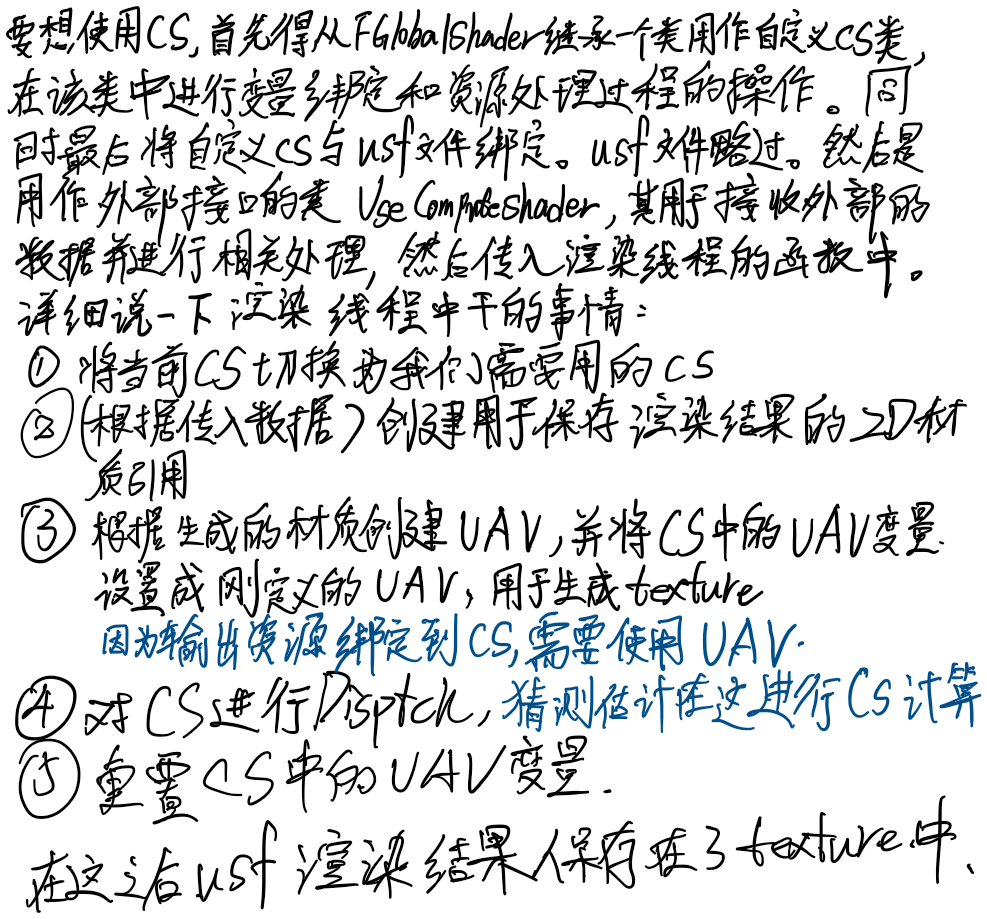 要想使用CS,首先得从FGlobalShader继承一个类用作自定义CS类,
在该类中进行变量绑定和资源处理过程的操作。同
时最后将自定义CS与usf文件绑定。usf文件略过。然后是
用作外部接口的类 UseComputeShader,其用于接收外部的
数据并进行相关处理,然后传入渲染线程的函数中。
详细说一下渲染线程中干的事情:
① 将当前CS切换为我们需要用的CS
② (根据传入数据)创建用于保存渲染结果的2D材
质引用
③ 根据生成的材质创建UAV,并将CS中的UAV变量
设置成刚定义的UAV,用于生成texture
因为输出资源绑定到CS,需要使用UAV.
④ 对CS进行Disptch,猜测估计在这进行CS计算
⑤ 重置CS中的UAV变量.
在这之后usf渲染结果保存在了texture中、